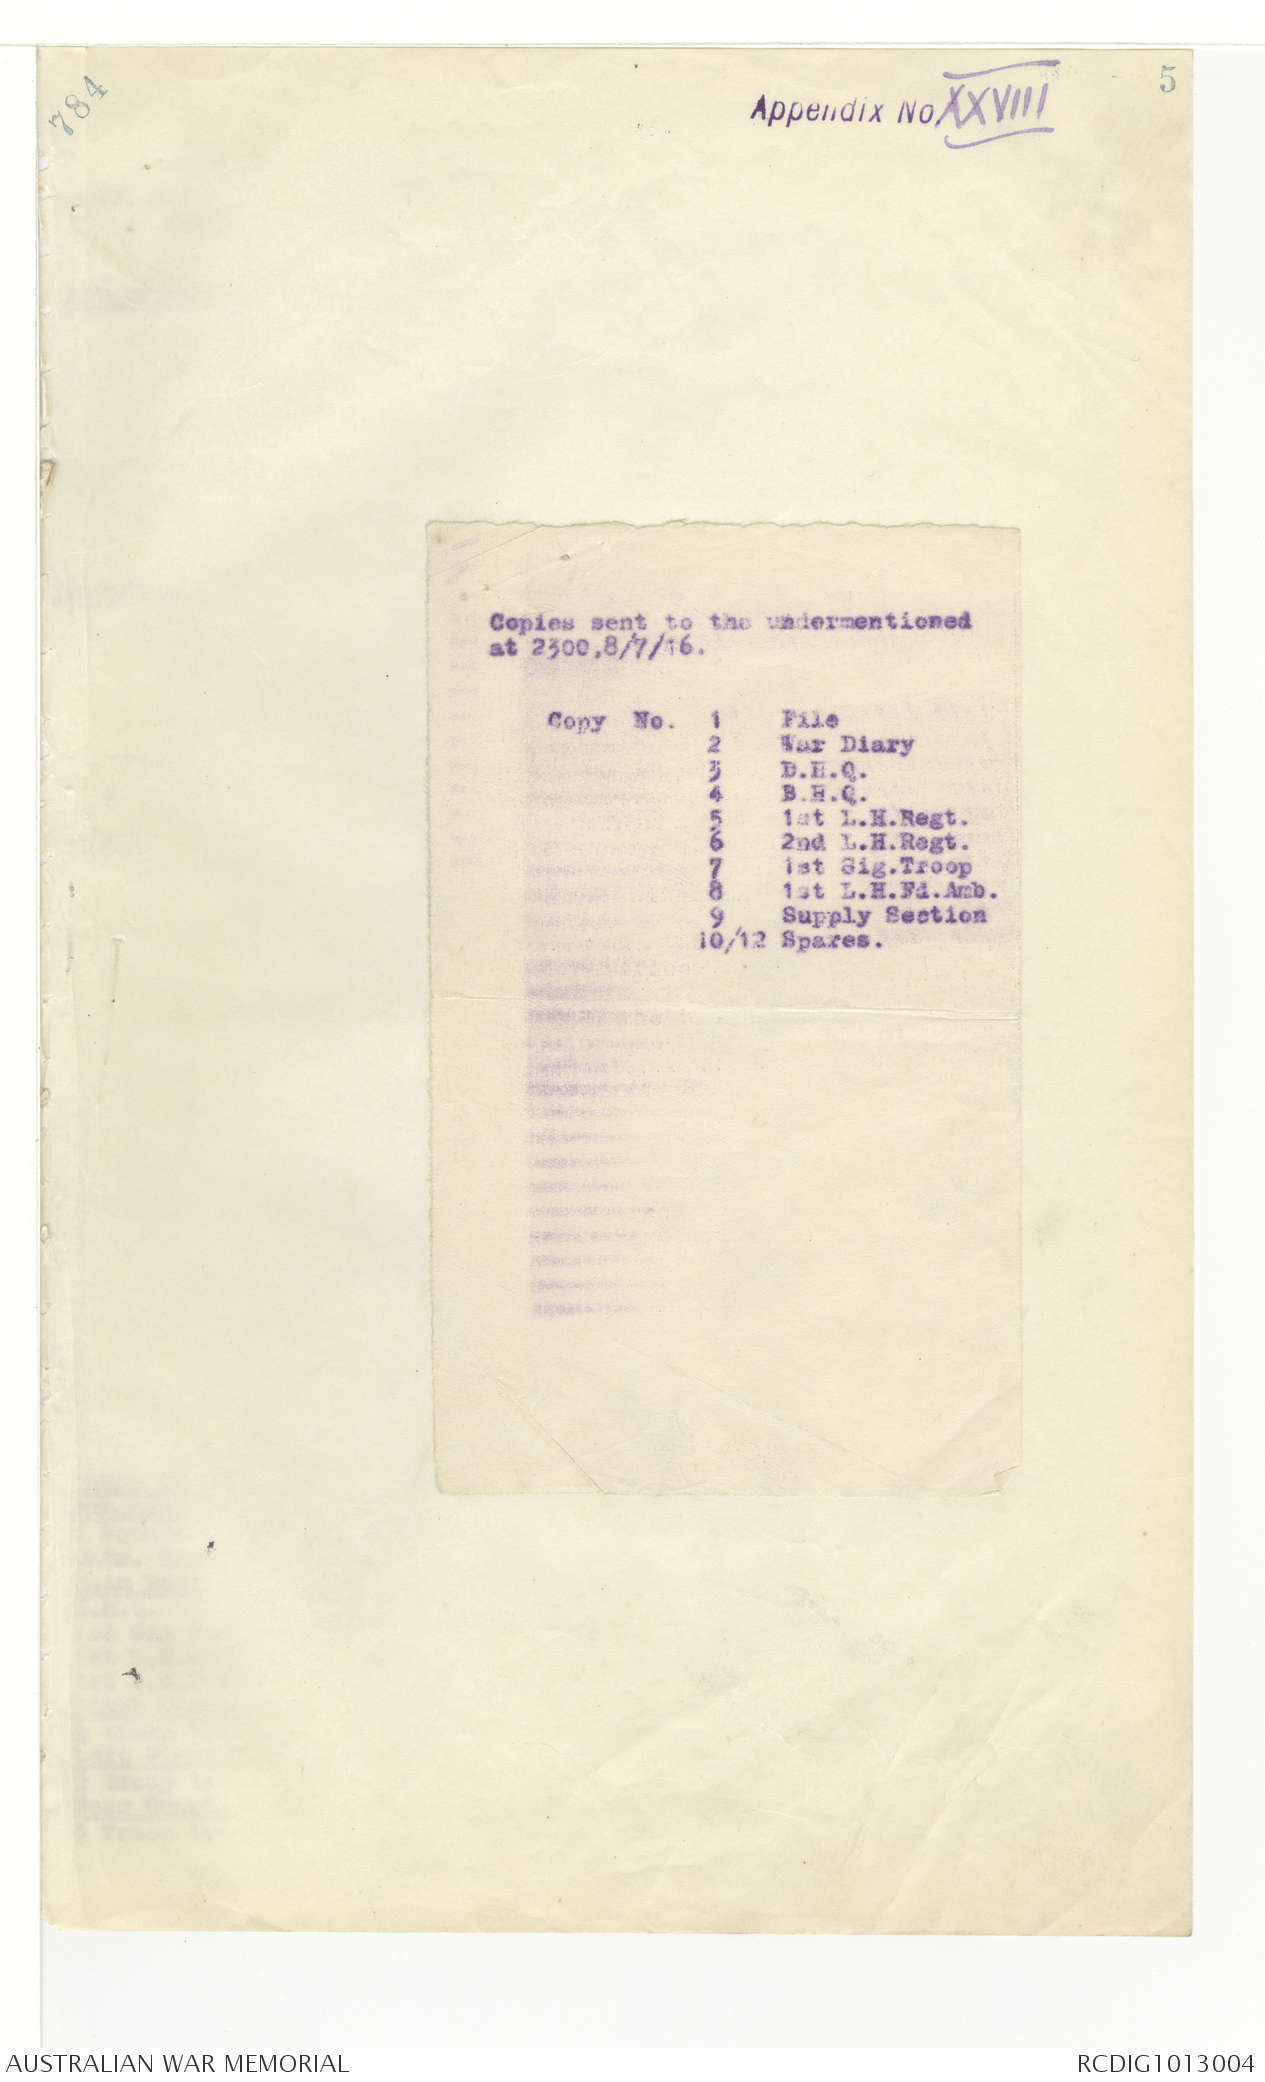 784
5
Appendix No. XXVIII
Copies sent to the undermentioned
at 2300,8/7/16.
Copy No. 1 File
2 War Diary
3 D.H.Q.
4 B.H.Q.
5 1st L.H.Regt.
6 2nd L.H.Regt.
7 1st Sig.Troop
8 1st L.H.Fd.Amb.
9 Supply Section
10/12 Spares.
AUSTRALIAN WAR MEMORIAL
RCDIG1013004